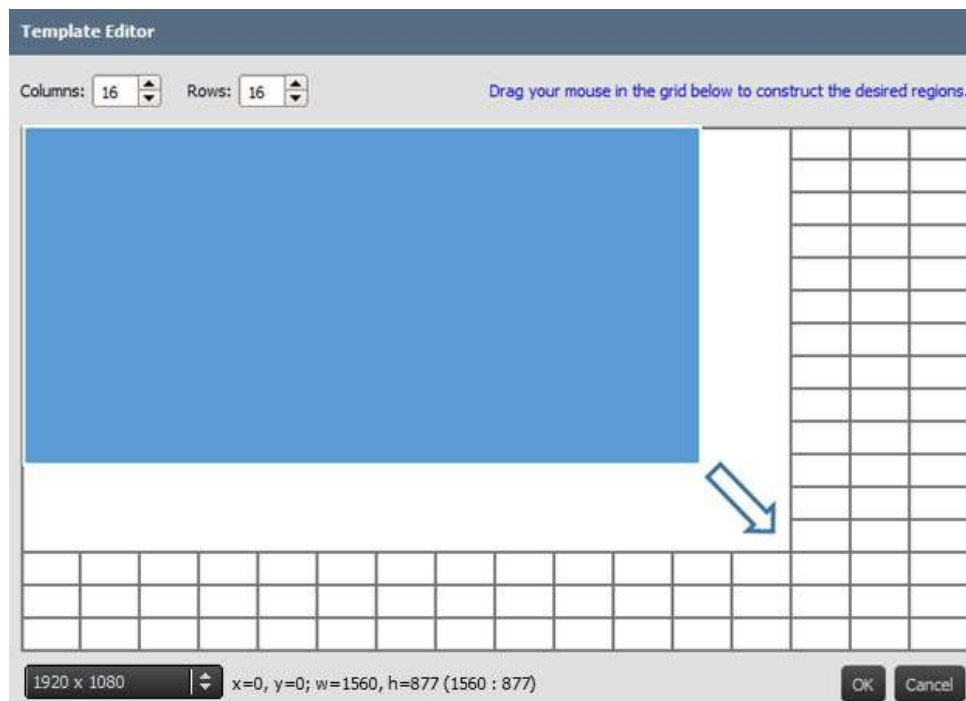 Template Editor
Columns: 16 Rows: 16 Drag your mouse in the grid below to construct the desired regions.
1920 x 1080 x=0, y=0; w=1560, h=877 (1560 : 877) OK Cancel